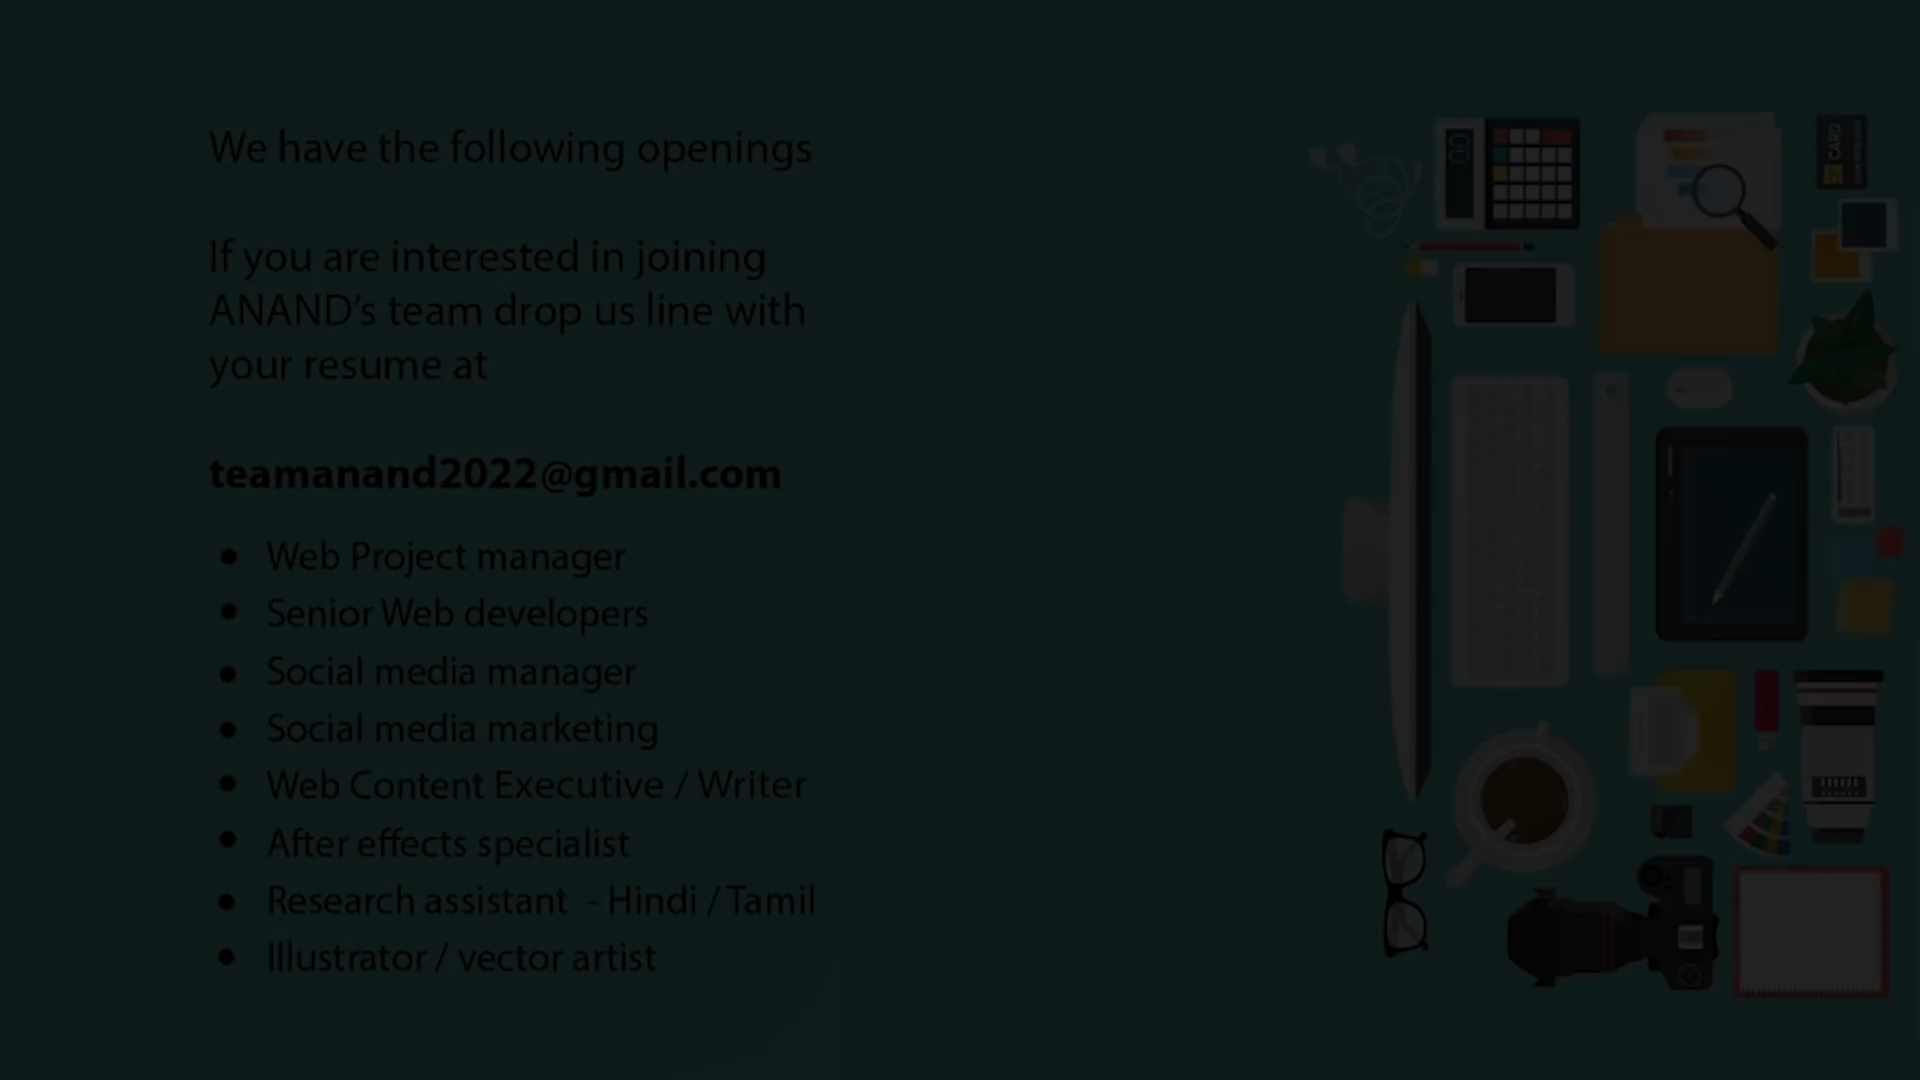 We have the following openings
If you are interested in joining
ANAND's team drop us line with
your resume at
teamanand2022@gmail.com
● Web Project manager
● Senior Web developers
● Social media manager
● Social media marketing
● Web Content Executive / Writer
● After effects specialist
● Research assistant - Hindi / Tamil
● Illustrator / vector artist
CARD